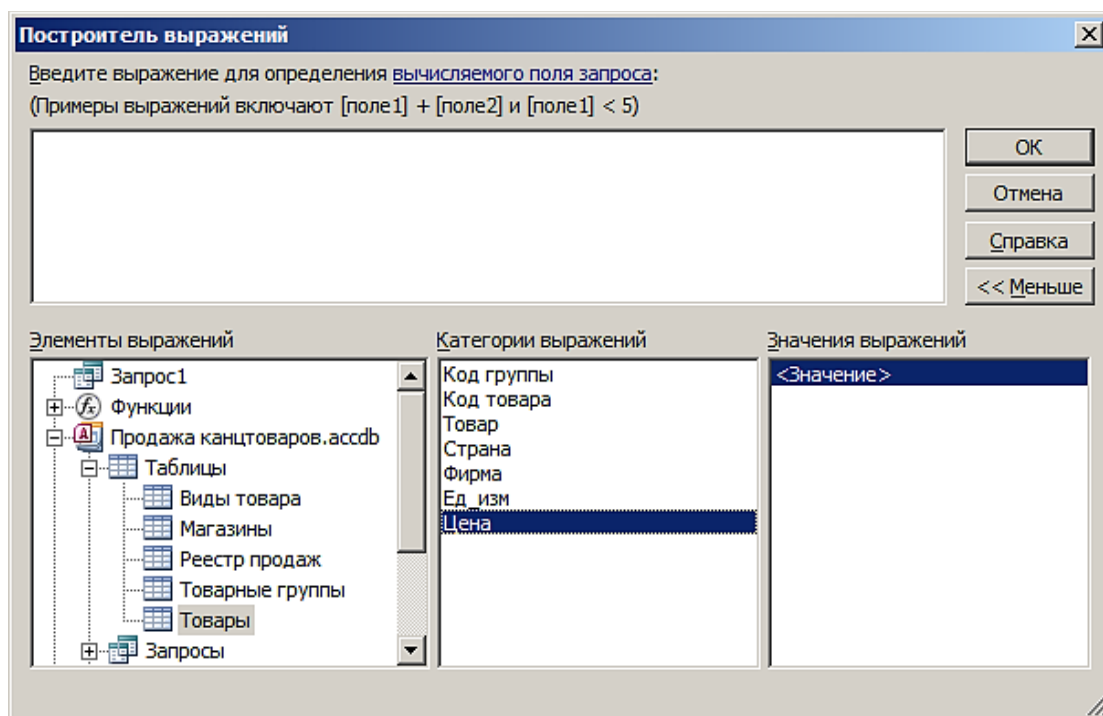 Построитель выражений
Введите выражение для определения вычисляемого поля запроса:
(Примеры выражений включают [поле1] + [поле2] и [поле1] < 5)
ОК
Отмена
Справка
<< Меньше
Элементы выражений
Запрос1
Функции
Продажа канцтоваров.accdb
Таблицы
Виды товара
Магазины
Реестр продаж
Товарные группы
Товары
Запросы
Категории выражений
Код группы
Код товара
Товар
Страна
Фирма
Ед_изм
Цена
Значения выражений
<Значение>